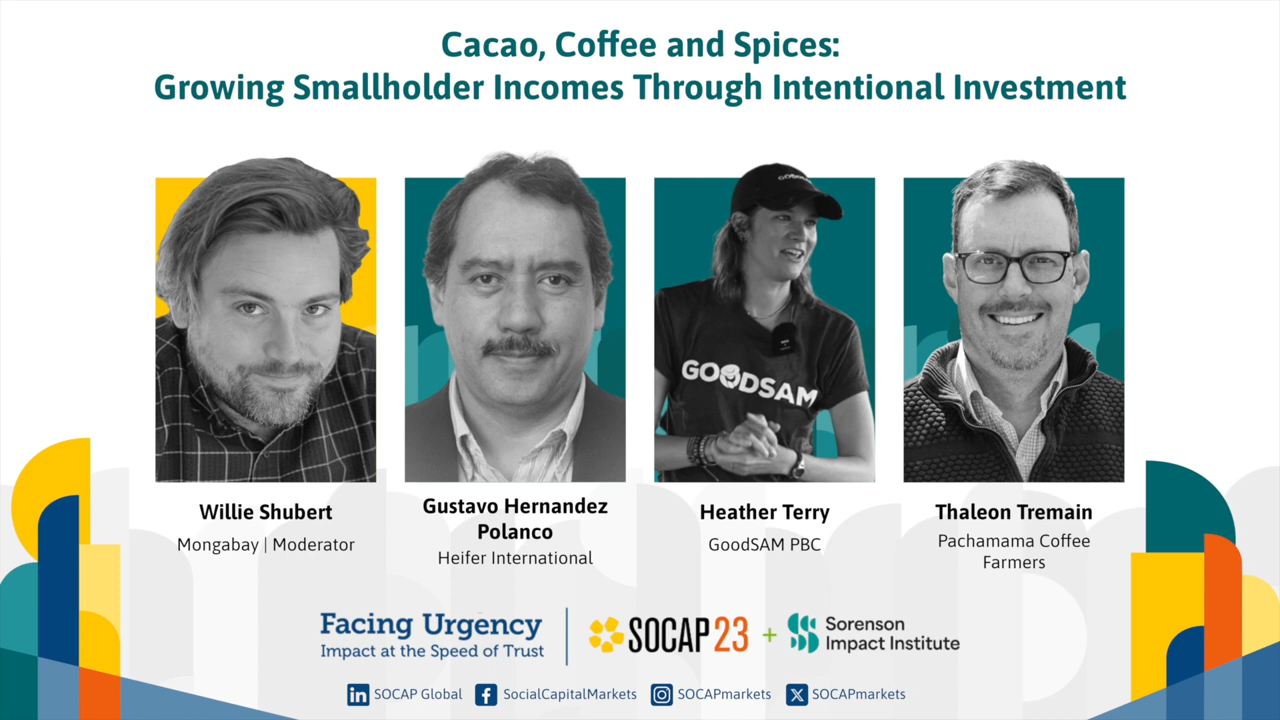 Cacao, Coffee and Spices:
Growing Smallholder Incomes Through Intentional Investment
GOODSAM
Willie Shubert
Mongabay | Moderator
Gustavo Hernandez
Polanco
Heifer International
Heather Terry
GoodSAM PBC
Thaleon Tremain
Pachamama Coffee
Farmers
Facing Urgency
Impact at the Speed of Trust
SOCAP 23
+
Sorenson
Impact Institute
SOCAP Global
SocialCapitalMarkets
SOCAPmarkets
SOCAPmarkets